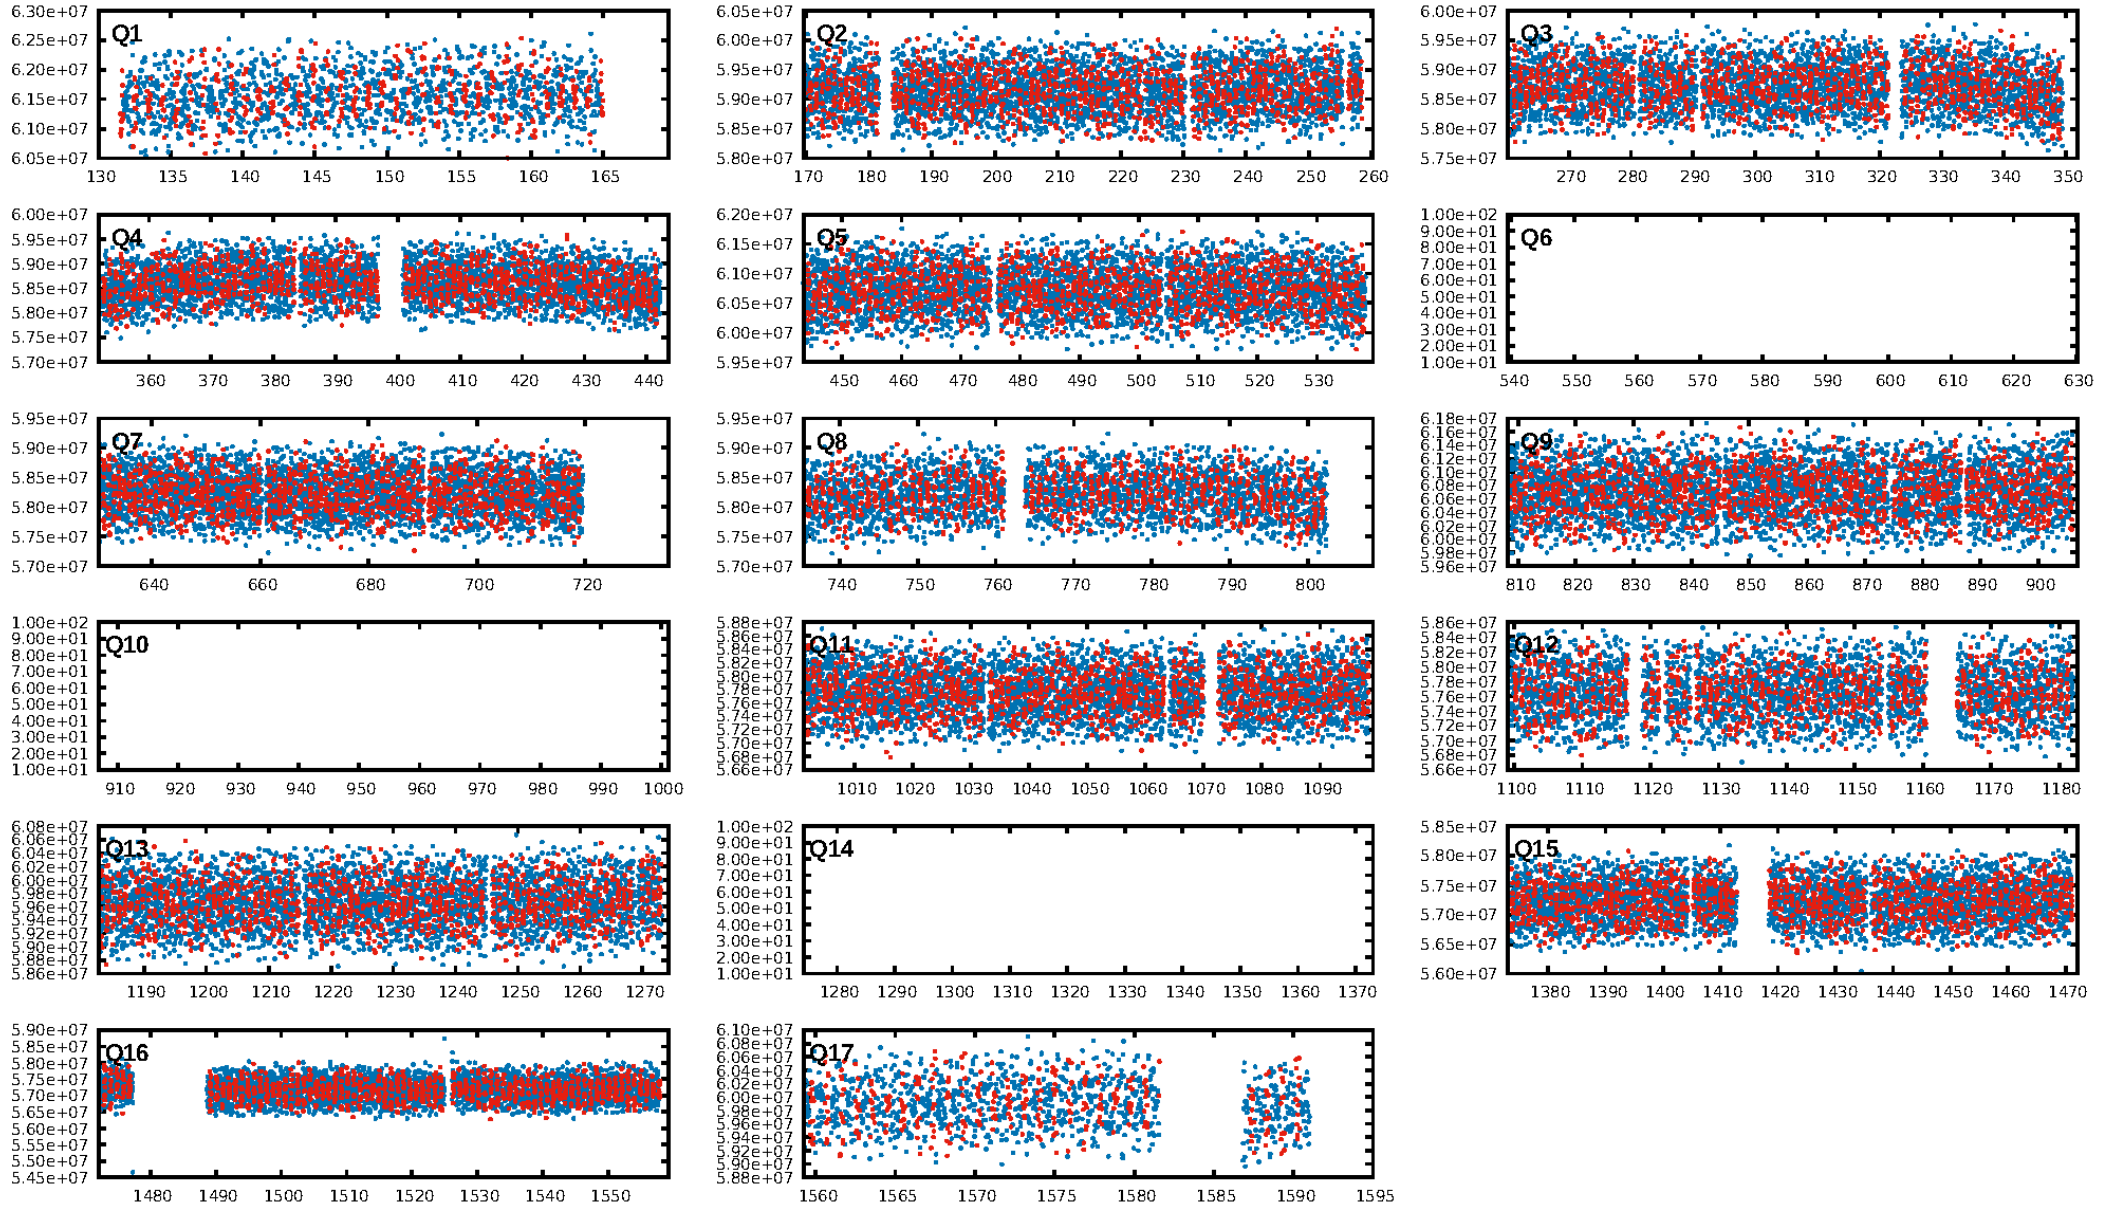 6.30e+07
Q1
6.25e+07
6.20e+07
6.15e+07
6.10e+07
6.05e+07
130 135 140 145 150 155 160 165
6.05e+07
Q2
6.00e+07
5.95e+07
5.90e+07
5.85e+07
5.80e+07
170 180 190 200 210 220 230 240 250 260
6.00e+07
Q3
5.95e+07
5.90e+07
5.85e+07
5.80e+07
5.75e+07
270 280 290 300 310 320 330 340 350
6.00e+07
Q4
5.95e+07
5.90e+07
5.85e+07
5.80e+07
5.75e+07
5.70e+07
360 370 380 390 400 410 420 430 440
6.20e+07
Q5
6.15e+07
6.10e+07
6.05e+07
6.00e+07
5.95e+07
450 460 470 480 490 500 510 520 530
1.00e+02
Q6
9.00e+01
8.00e+01
7.00e+01
6.00e+01
5.00e+01
4.00e+01
3.00e+01
2.00e+01
1.00e+01
540 550 560 570 580 590 600 610 620 630
5.95e+07
Q7
5.90e+07
5.85e+07
5.80e+07
5.75e+07
5.70e+07
640 660 680 700 720
5.95e+07
Q8
5.90e+07
5.85e+07
5.80e+07
5.75e+07
5.70e+07
740 750 760 770 780 790 800
6.18e+07
6.16e+07
Q9
6.14e+07
6.12e+07
6.10e+07
6.08e+07
6.06e+07
6.04e+07
6.02e+07
6.00e+07
5.98e+07
5.96e+07
810 820 830 840 850 860 870 880 890 900
1.00e+02
Q10
9.00e+01
8.00e+01
7.00e+01
6.00e+01
5.00e+01
4.00e+01
3.00e+01
2.00e+01
1.00e+01
910 920 930 940 950 960 970 980 990 1000
5.88e+07
5.86e+07
Q11
5.84e+07
5.82e+07
5.80e+07
5.78e+07
5.76e+07
5.74e+07
5.72e+07
5.70e+07
5.68e+07
5.66e+07
1010 1020 1030 1040 1050 1060 1070 1080 1090
5.86e+07
5.84e+07
Q12
5.82e+07
5.80e+07
5.78e+07
5.76e+07
5.74e+07
5.72e+07
5.70e+07
5.68e+07
5.66e+07
1100 1110 1120 1130 1140 1150 1160 1170 1180
6.08e+07
6.06e+07
Q13
6.04e+07
6.02e+07
6.00e+07
5.98e+07
5.96e+07
5.94e+07
5.92e+07
5.90e+07
5.88e+07
5.86e+07
1190 1200 1210 1220 1230 1240 1250 1260 1270
1.00e+02
Q14
9.00e+01
8.00e+01
7.00e+01
6.00e+01
5.00e+01
4.00e+01
3.00e+01
2.00e+01
1.00e+01
1280 1290 1300 1310 1320 1330 1340 1350 1360 1370
5.85e+07
Q15
5.80e+07
5.75e+07
5.70e+07
5.65e+07
5.60e+07
1380 1390 1400 1410 1420 1430 1440 1450 1460 1470
5.90e+07
Q16
5.85e+07
5.80e+07
5.75e+07
5.70e+07
5.65e+07
5.60e+07
5.55e+07
5.50e+07
5.45e+07
1480 1490 1500 1510 1520 1530 1540 1550
6.10e+07
6.08e+07
Q17
6.06e+07
6.04e+07
6.02e+07
6.00e+07
5.98e+07
5.96e+07
5.94e+07
5.92e+07
5.90e+07
5.88e+07
1560 1565 1570 1575 1580 1585 1590 1595